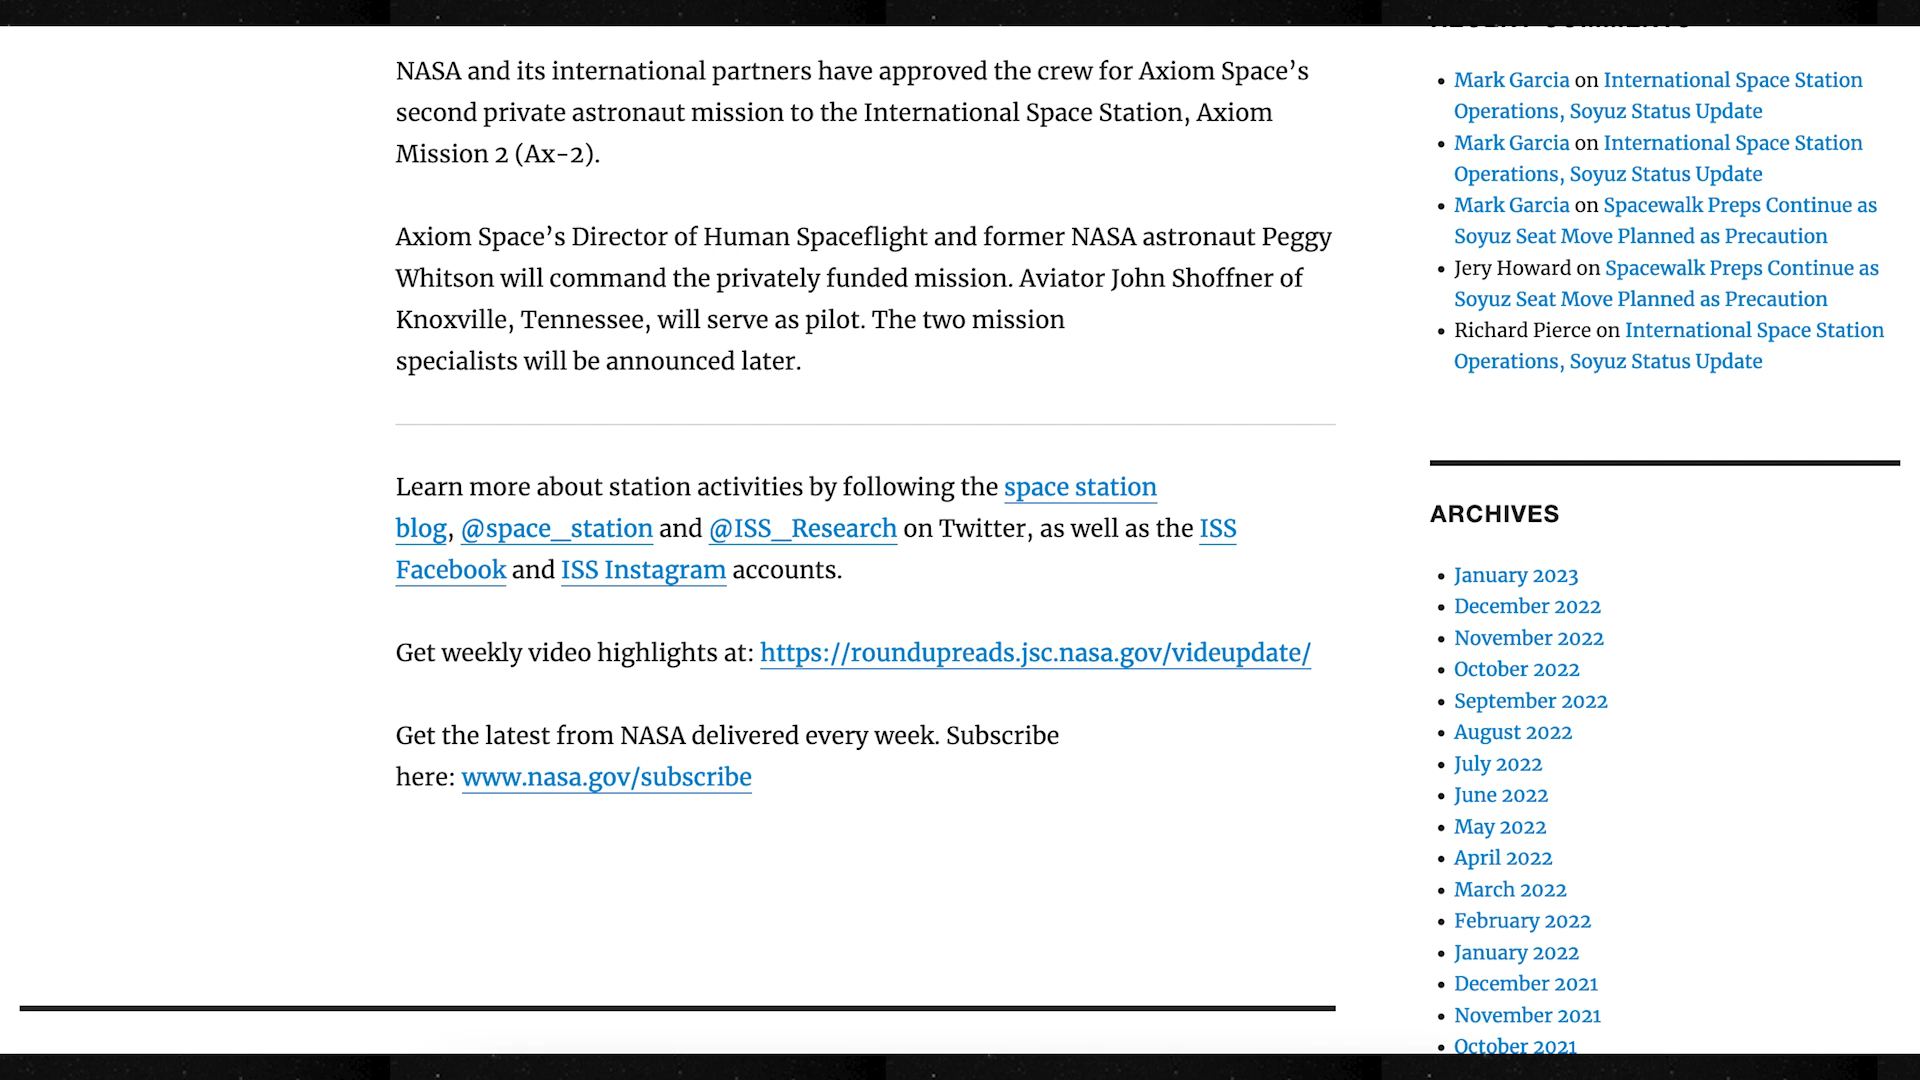 NASA and its international partners have approved the crew for Axiom Space’s
second private astronaut mission to the International Space Station, Axiom
Mission 2 (Ax-2).
Axiom Space’s Director of Human Spaceflight and former NASA astronaut Peggy
Whitson will command the privately funded mission. Aviator John Shoffner of
Knoxville, Tennessee, will serve as pilot. The two mission
specialists will be announced later.
Learn more about station activities by following the space station
blog, @space_station and @ISS_Research on Twitter, as well as the ISS
Facebook and ISS Instagram accounts.
Get weekly video highlights at: https://roundupreads.jsc.nasa.gov/videupdate/
Get the latest from NASA delivered every week. Subscribe
here: www.nasa.gov/subscribe
Mark Garcia on International Space Station
Operations, Soyuz Status Update
Mark Garcia on International Space Station
Operations, Soyuz Status Update
Mark Garcia on Spacewalk Preps Continue as
Soyuz Seat Move Planned as Precaution
Jery Howard on Spacewalk Preps Continue as
Soyuz Seat Move Planned as Precaution
Richard Pierce on International Space Station
Operations, Soyuz Status Update
ARCHIVES
January 2023
December 2022
November 2022
October 2022
September 2022
August 2022
July 2022
June 2022
May 2022
April 2022
March 2022
February 2022
January 2022
December 2021
November 2021
October 2021